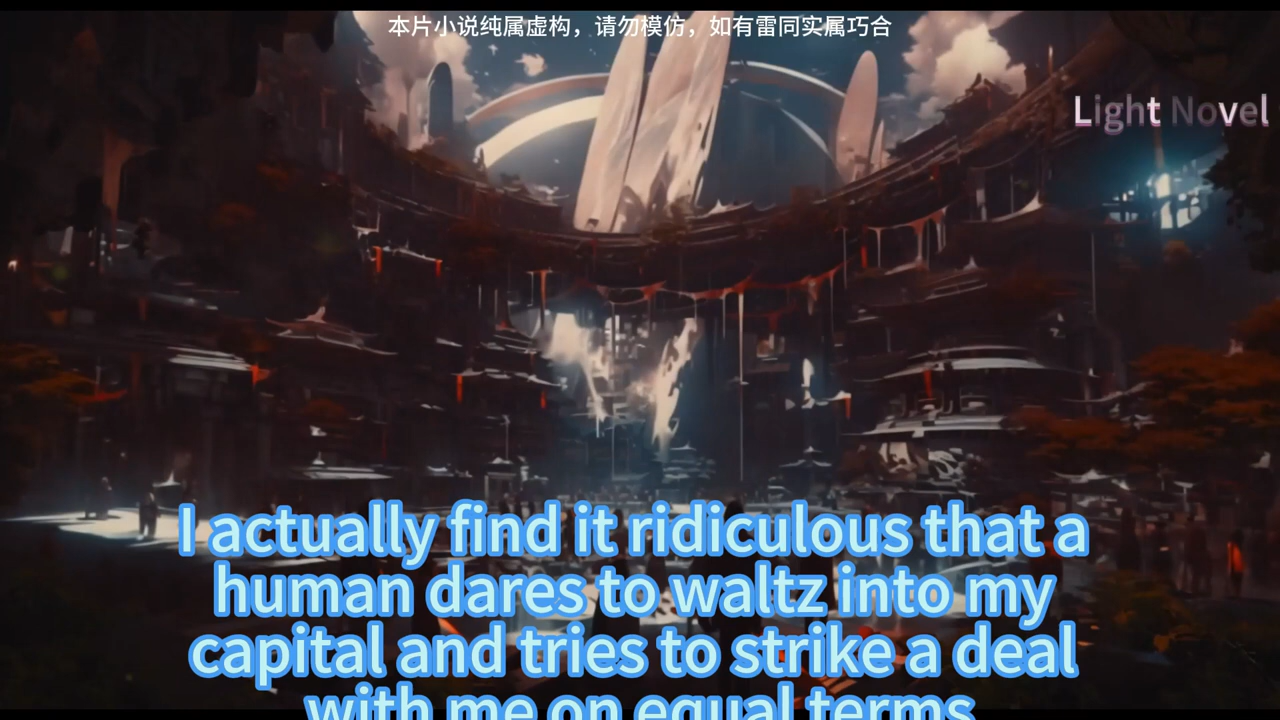 本片小说纯属虚构，请勿模仿，如有雷同实属巧合
Light Novel
I actually find it ridiculous that a
human dares to waltz into my
capital and tries to strike a deal
with me on equal terms